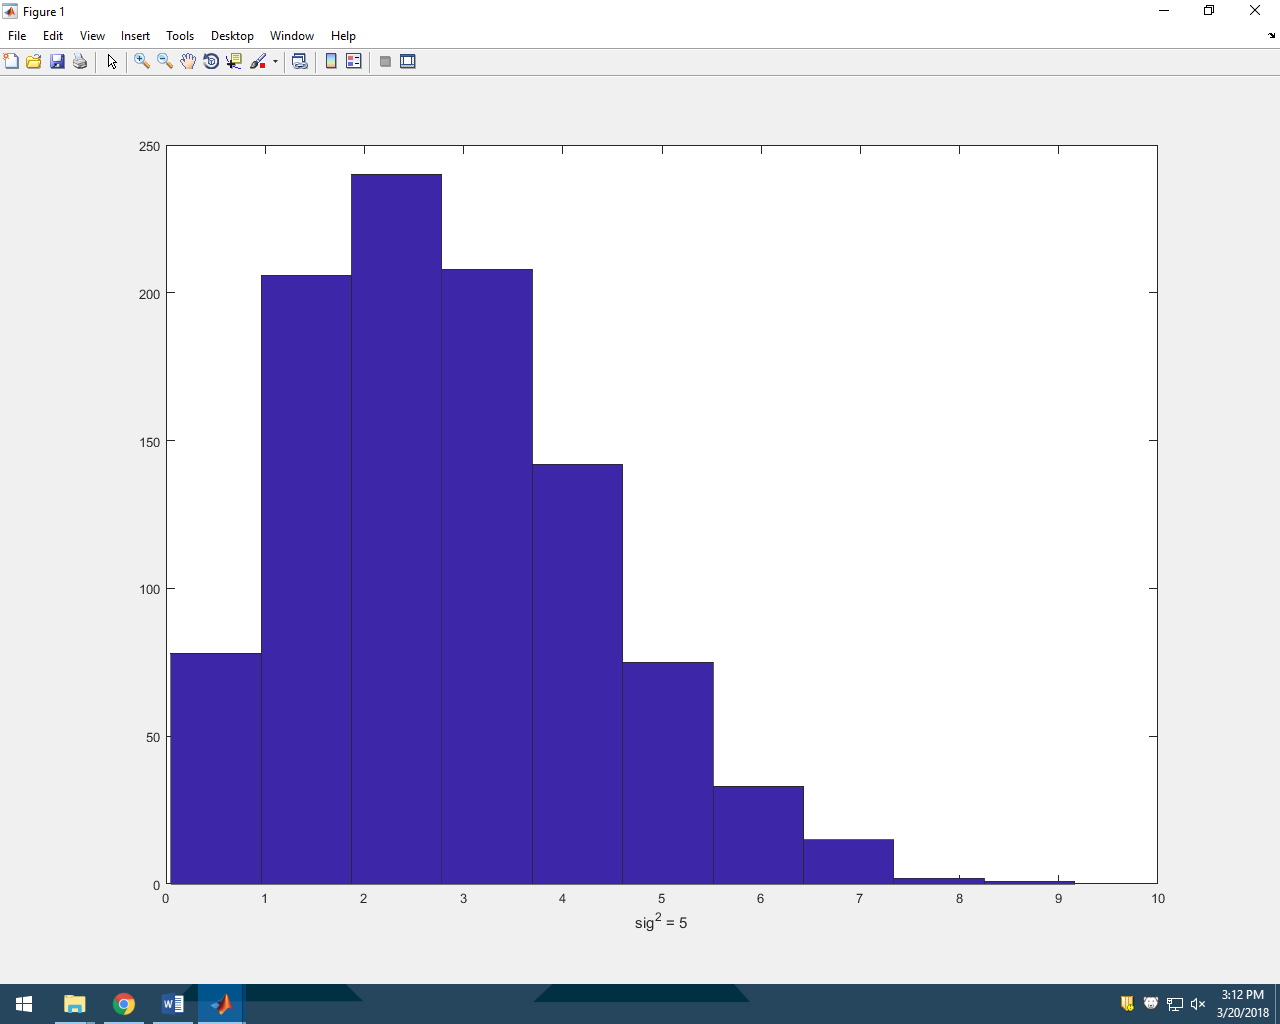 Figure 1
File Edit View Insert Tools Desktop Window Help
250
200
150
100
50
0
0 1 2 3 4 5 6 7 8 9 10
sig² = 5
3:12 PM
3/20/2018